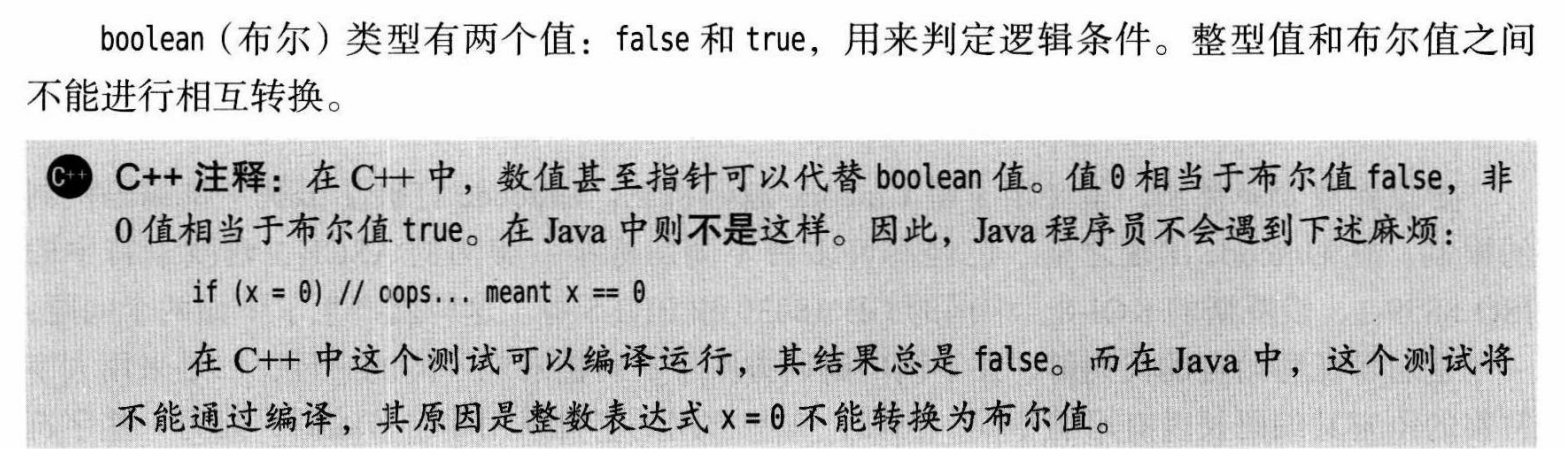 boolean（布尔）类型有两个值：false 和 true，用来判定逻辑条件。整型值和布尔值之间
不能进行相互转换。
C++ C++ 注释：在 C++ 中，数值甚至指针可以代替 boolean 值。值 0 相当于布尔值 false，非
0 值相当于布尔值 true。在 Java 中则不是这样。因此，Java 程序员不会遇到下述麻烦：
if (x = 0) // oops... meant x == 0
在 C++ 中这个测试可以编译运行，其结果总是 false。而在 Java 中，这个测试将
不能通过编译，其原因是整数表达式 x = 0 不能转换为布尔值。